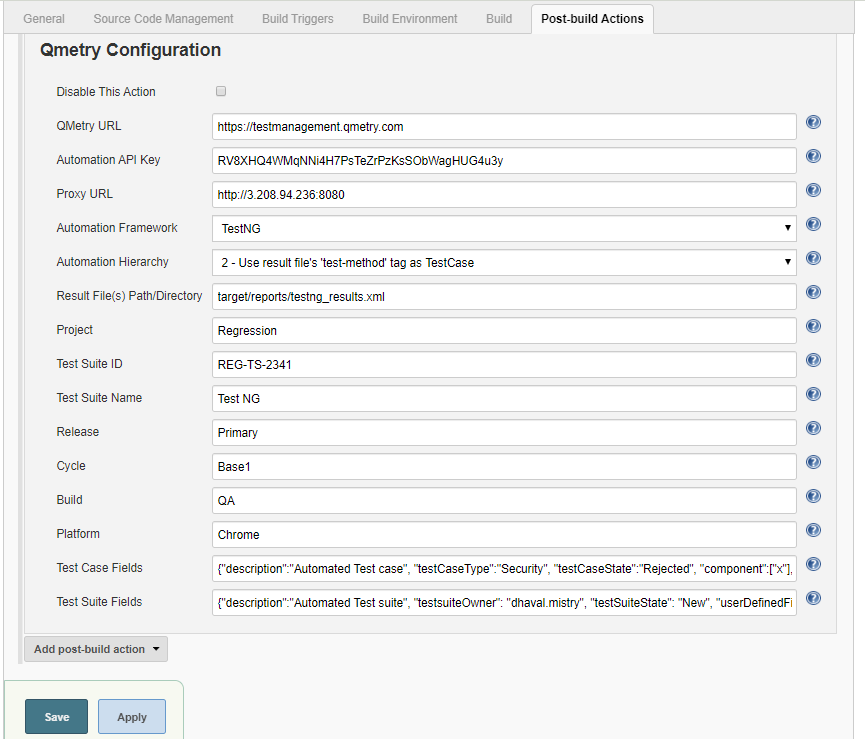 General Source Code Management Build Triggers Build Environment Build Post-build Actions
Qmetry Configuration
Disable This Action
QMetry URL https://testmanagement.qmetry.com
Automation API Key RV8XHQ4WMqNNi4H7PsTeZrPzKsSObWagHUG4u3y
Proxy URL http://3.208.94.236:8080
Automation Framework TestNG
Automation Hierarchy 2 - Use result file's 'test-method' tag as TestCase
Result File(s) Path/Directory target/reports/testng_results.xml
Project Regression
Test Suite ID REG-TS-2341
Test Suite Name Test NG
Release Primary
Cycle Base1
Build QA
Platform Chrome
Test Case Fields {"description":"Automated Test case", "testCaseType":"Security", "testCaseState":"Rejected", "component":["x"],
Test Suite Fields {"description":"Automated Test suite", "testsuiteOwner": "dhaval.mistry", "testSuiteState": "New", "userDefinedFi
Add post-build action
Save Apply